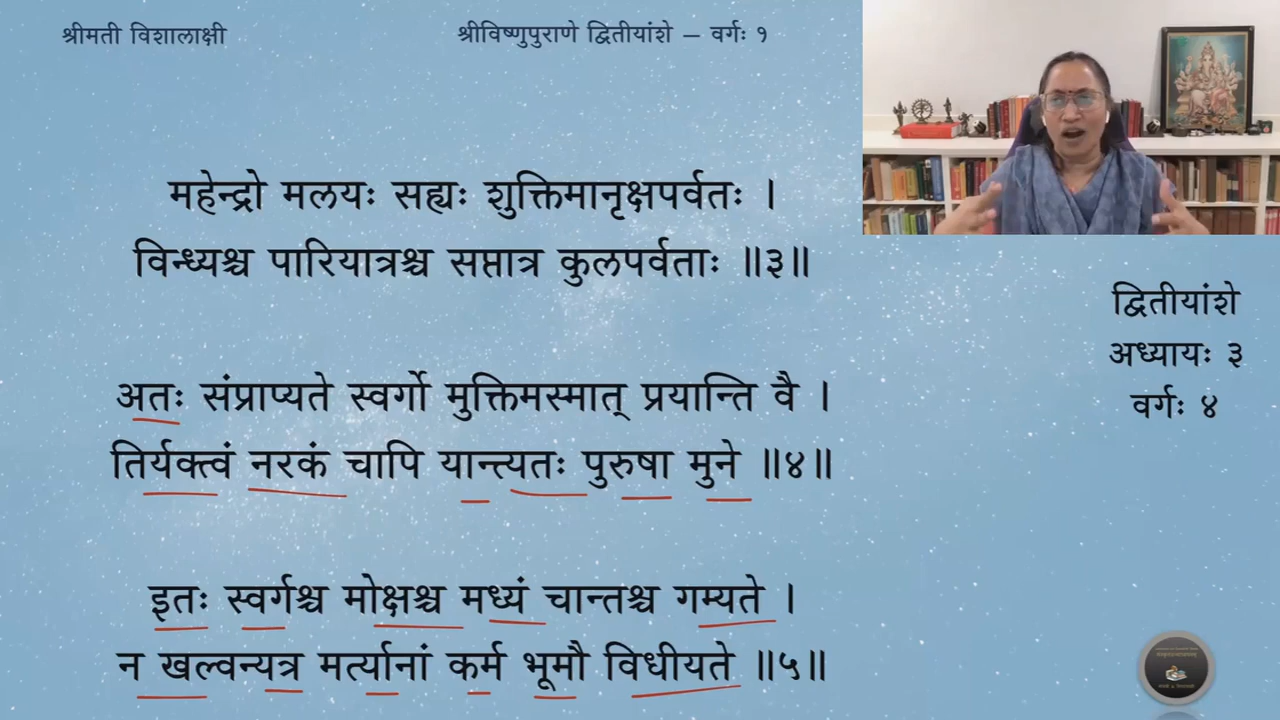 श्रीमती विशालाक्षी
श्रीविष्णुपुराणे द्वितीयांशे – वर्गः १
महेन्द्रो मलयः सह्यः शुक्तिमानृक्षपर्वतः ।
विन्ध्यश्च पारियात्रश्च सप्तात्र कुलपर्वताः ॥३॥
अतः संप्राप्यते स्वर्गो मुक्तिमस्मात् प्रयान्ति वै ।
तिर्यक्त्वं नरकं चापि यान्त्यतः पुरुषा मुने ॥४॥
इतः स्वर्गश्च मोक्षश्च मध्यं चान्तश्च गम्यते ।
न खल्वन्यत्र मर्त्यानां कर्म भूमौ विधीयते ॥५॥
द्वितीयांशे
अध्यायः ३
वर्गः ४